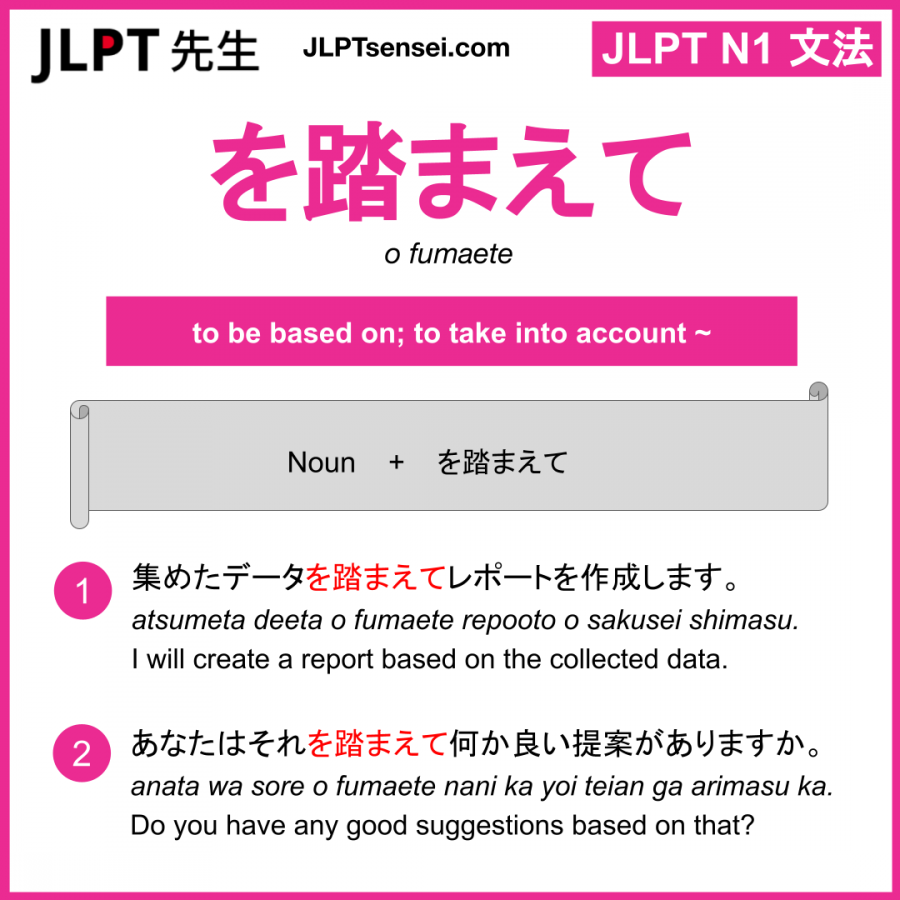 JLPT 先生 JLPTsensei.com JLPT N1 文法
を踏まえて
o fumaete
to be based on; to take into account ~
Noun + を踏まえて
1 集めたデータを踏まえてレポートを作成します。
atsumeta deeta o fumaete repooto o sakusei shimasu.
I will create a report based on the collected data.
2 あなたはそれを踏まえて何か良い提案がありますか。
anata wa sore o fumaete nani ka yoi teian ga arimasu ka.
Do you have any good suggestions based on that?